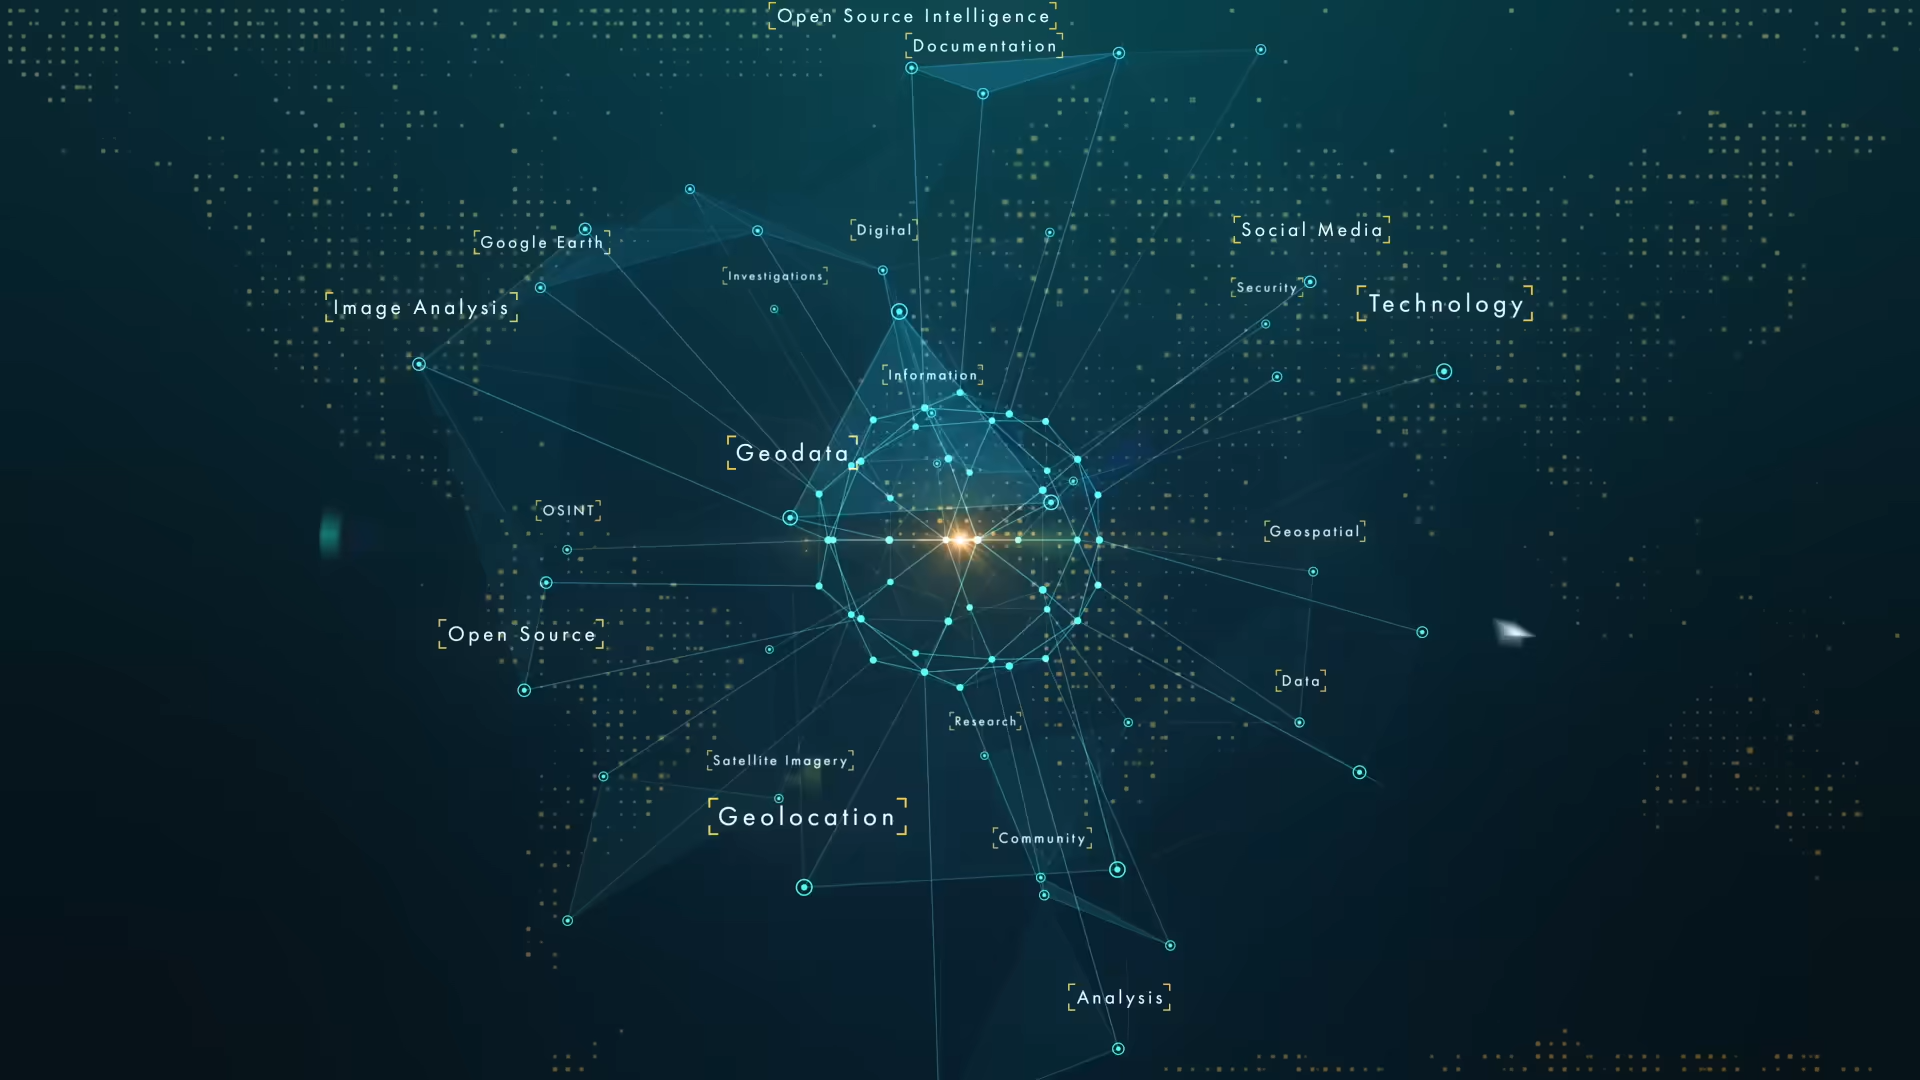 Open Source Intelligence
Documentation
Digital
Social Media
Google Earth
Investigations
Security
Image Analysis
Technology
Information
Geodata
OSINT
Geospatial
Open Source
Data
Research
Satellite Imagery
Geolocation
Community
Analysis